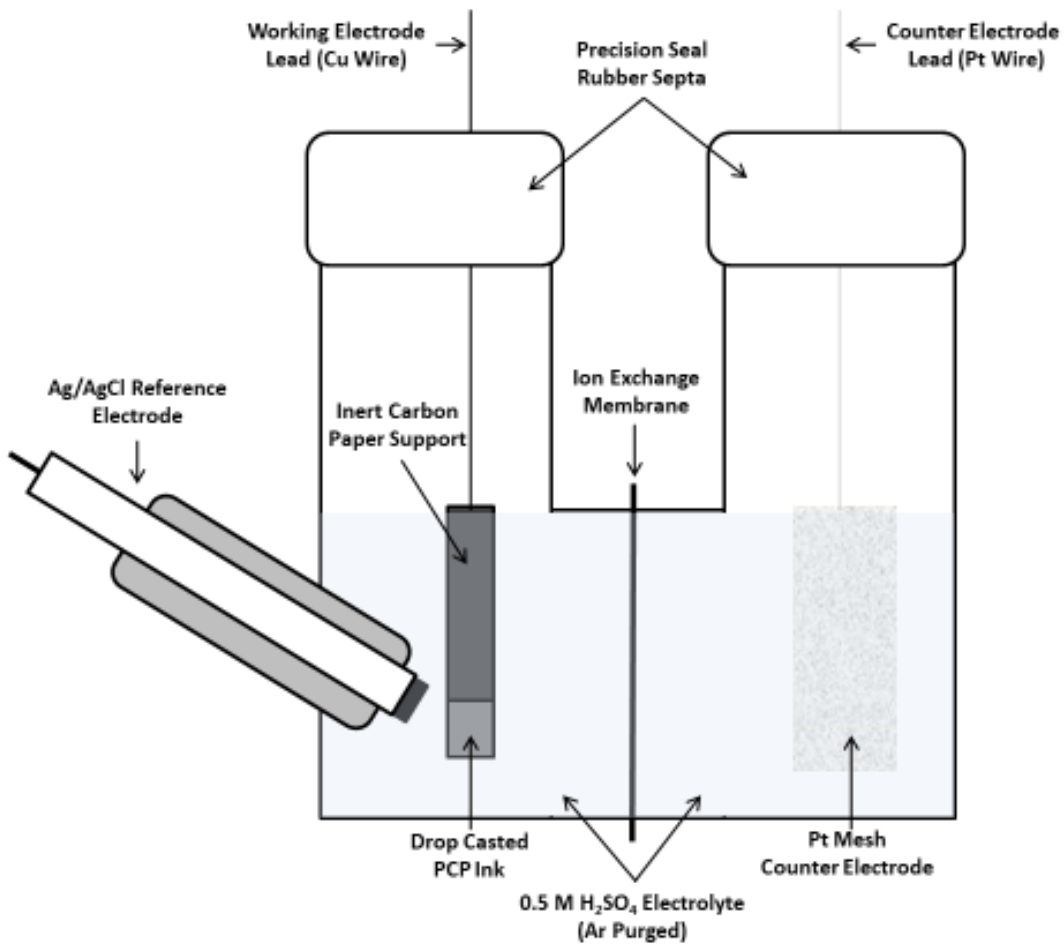 Working Electrode
Lead (Cu Wire)
Precision Seal
Rubber Septa
Counter Electrode
Lead (Pt Wire)
Ag/AgCl Reference
Electrode
Inert Carbon
Paper Support
Ion Exchange
Membrane
Drop Casted
PCP Ink
Pt Mesh
Counter Electrode
0.5 M H₂SO₄ Electrolyte
(Ar Purged)